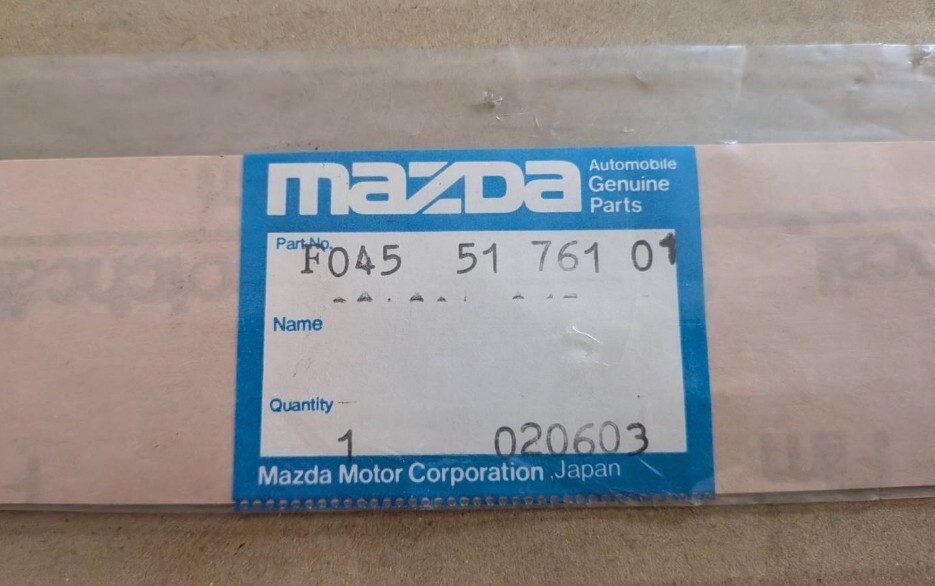 mazda
Automobile
Genuine
Parts
Part No.
F045 51 761 01
Name
Quantity
1 020603
Mazda Motor Corporation , Japan